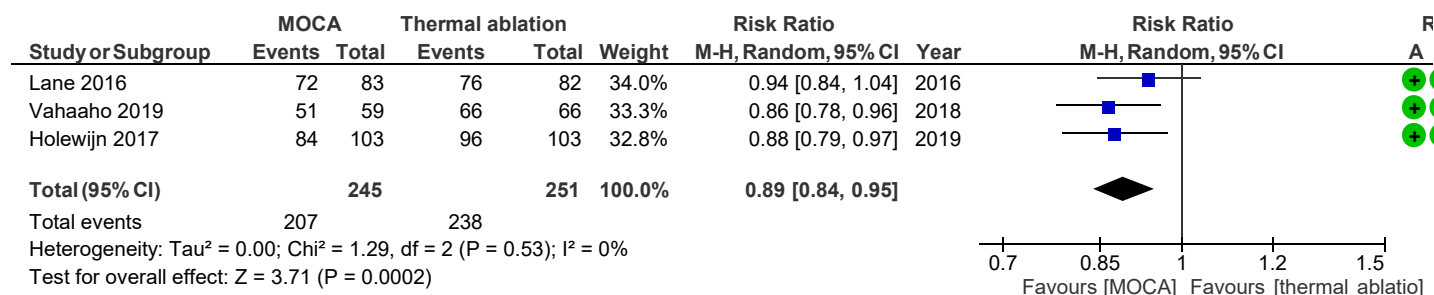 MOCA Thermal ablation Risk Ratio Risk Ratio R
Study or Subgroup Events Total Events Total Weight M-H, Random, 95% CI Year M-H, Random, 95% CI A
Lane 2016 72 83 76 82 34.0% 0.94 [0.84, 1.04] 2016 +
Vahaaho 2019 51 59 66 66 33.3% 0.86 [0.78, 0.96] 2018 +
Holewijn 2017 84 103 96 103 32.8% 0.88 [0.79, 0.97] 2019 +
Total (95% CI) 245 251 100.0% 0.89 [0.84, 0.95]
Total events 207 238
Heterogeneity: Tau² = 0.00; Chi² = 1.29, df = 2 (P = 0.53); I² = 0%
Test for overall effect: Z = 3.71 (P = 0.0002)
0.7 0.85 1 1.2 1.5
Favours [MOCA] Favours [thermal ablatio]